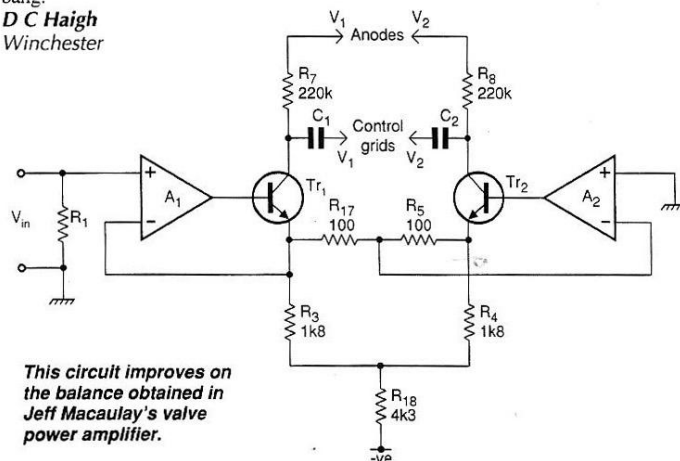 bang.
D C Haigh
Winchester
V1
V2
Anodes
R7
220k
R8
220k
C1
C2
Control
grids
V1
V2
+
A1
-
Tr1
Tr2
+
A2
-
Vin
R1
R17
100
R5
100
R3
1k8
R4
1k8
R18
4k3
-ve
This circuit improves on
the balance obtained in
Jeff Macaulay's valve
power amplifier.